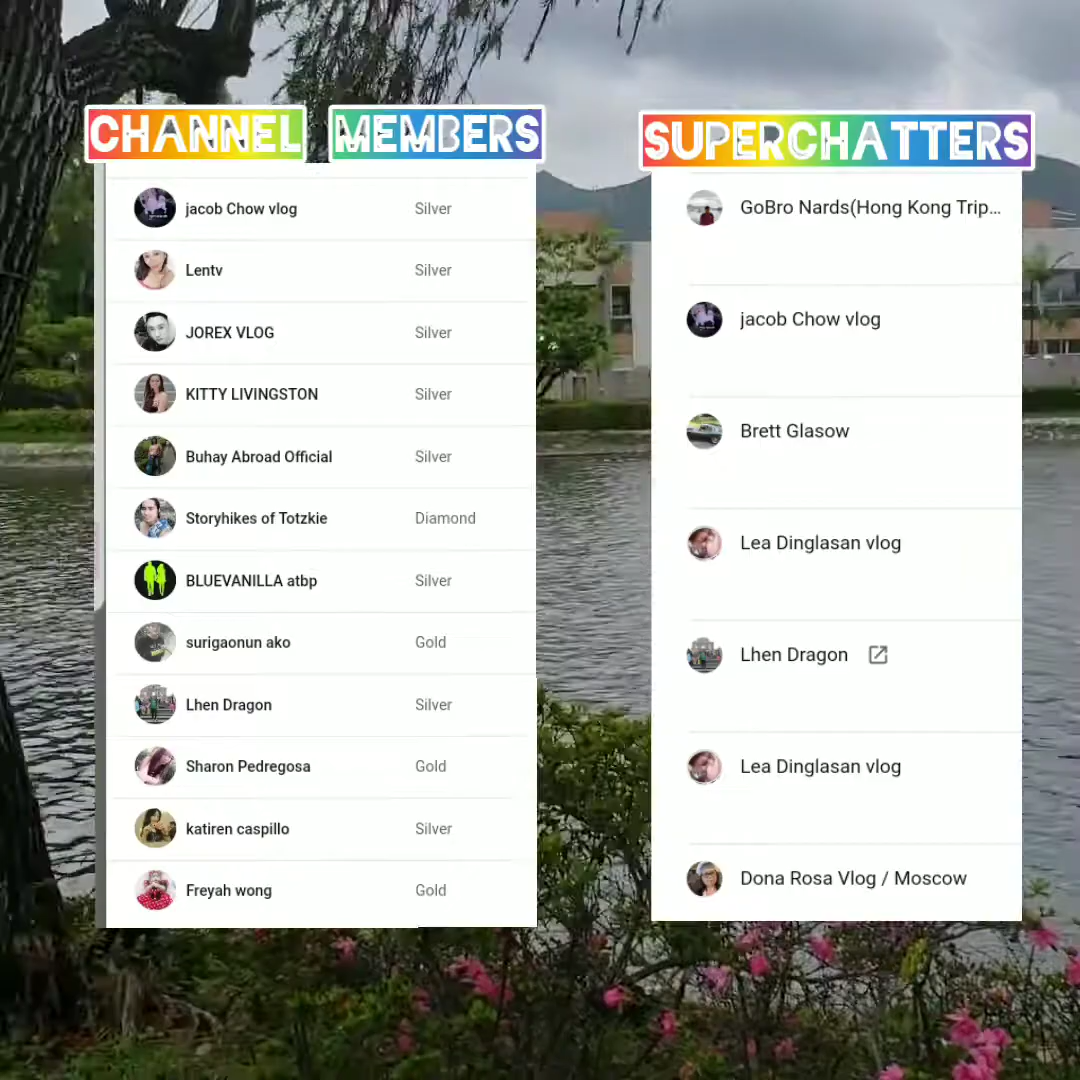 CHANNEL MEMBERS
jacob Chow vlog Silver
Lentv Silver
JOREX VLOG Silver
KITTY LIVINGSTON Silver
Buhay Abroad Official Silver
Storyhikes of Totzkie Diamond
BLUEVANILLA atbp Silver
surigaonun ako Gold
Lhen Dragon Silver
Sharon Pedregosa Gold
katiren caspillo Silver
Freyah wong Gold
SUPERCHATTERS
GoBro Nards(Hong Kong Trip...
jacob Chow vlog
Brett Glasow
Lea Dinglasan vlog
Lhen Dragon
Lea Dinglasan vlog
Dona Rosa Vlog / Moscow